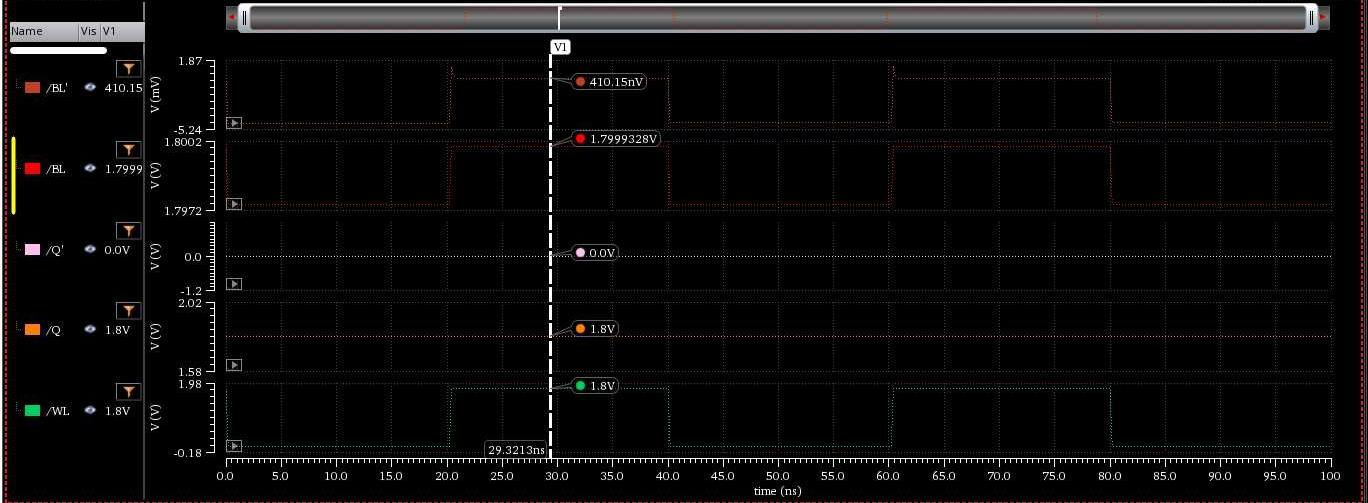 Name Vis V1
V1
/BL' 410.15
1.87
V (mV)
-5.24
410.15nV
/BL 1.7999
1.8002
V (V)
1.7972
1.7999328V
/Q' 0.0V
0.0
V (V)
-1.2
0.0V
/Q 1.8V
2.02
V (V)
1.58
1.8V
/WL 1.8V
1.98
V (V)
-0.18
1.8V
29.3213ns
0.0 5.0 10.0 15.0 20.0 25.0 30.0 35.0 40.0 45.0 50.0 55.0 60.0 65.0 70.0 75.0 80.0 85.0 90.0 95.0 100
time (ns)